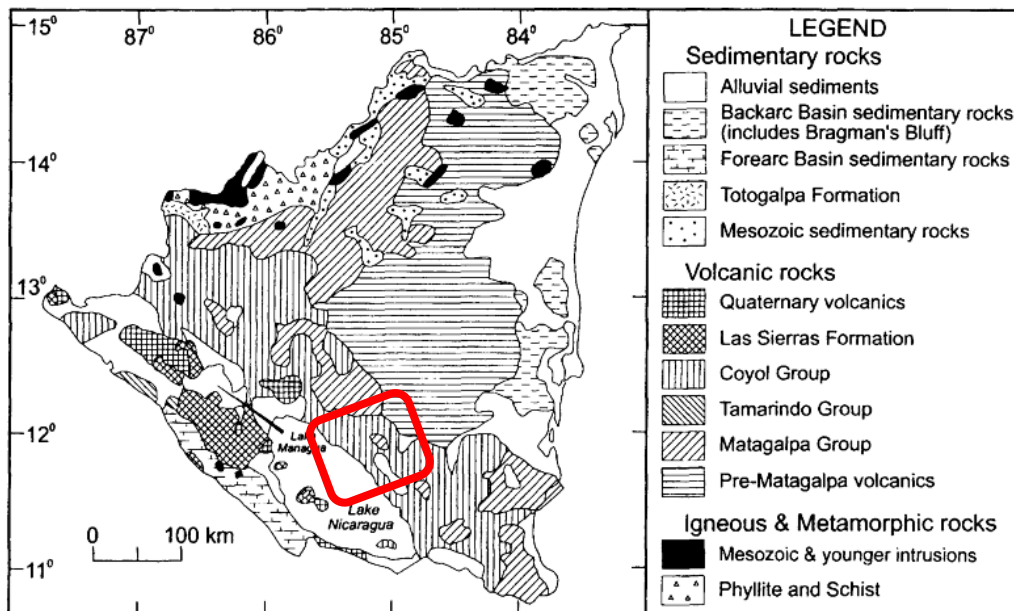 15° 87° 86° 85° 84°
14°
13°
12°
11°
Lake
Managua
Lake
Nicaragua
0 100 km
LEGEND
Sedimentary rocks
Alluvial sediments
Backarc Basin sedimentary rocks
(includes Bragman's Bluff)
Forearc Basin sedimentary rocks
Totogalpa Formation
Mesozoic sedimentary rocks
Volcanic rocks
Quaternary volcanics
Las Sierras Formation
Coyol Group
Tamarindo Group
Matagalpa Group
Pre-Matagalpa volcanics
Igneous & Metamorphic rocks
Mesozoic & younger intrusions
Phyllite and Schist